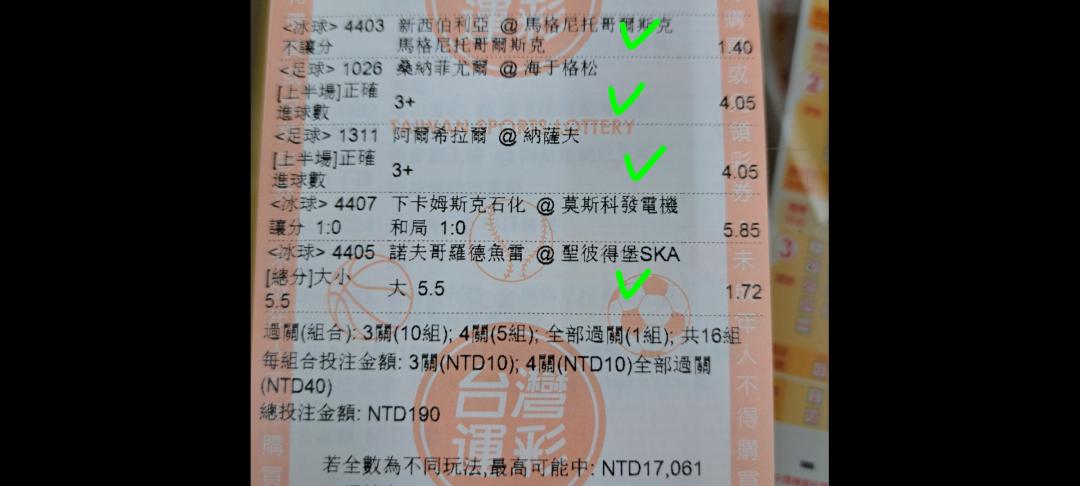 <冰球> 4403 新西伯利亞 @ 馬格尼托哥爾斯克
不讓分 馬格尼托哥爾斯克 1.40
<足球> 1026 桑納菲尤爾 @ 海于格松
[上半場]正確進球數 3+ 4.05
TAIWAN SPORTS LOTTERY
<足球> 1311 阿爾希拉爾 @ 納薩夫
[上半場]正確進球數 3+ 4.05
<冰球> 4407 下卡姆斯克石化 @ 莫斯科發電機
讓分 1:0 和局 1:0 5.85
<冰球> 4405 諾夫哥羅德魚雷 @ 聖彼得堡SKA
[總分]大小 5.5 大 5.5 1.72
過關(組合): 3關(10組); 4關(5組); 全部過關(1組); 共16組
每組合投注金額: 3關(NTD10); 4關(NTD10)全部過關
(NTD40)
總投注金額: NTD190
台灣
運彩
若全數為不同玩法,最高可能中: NTD17,061